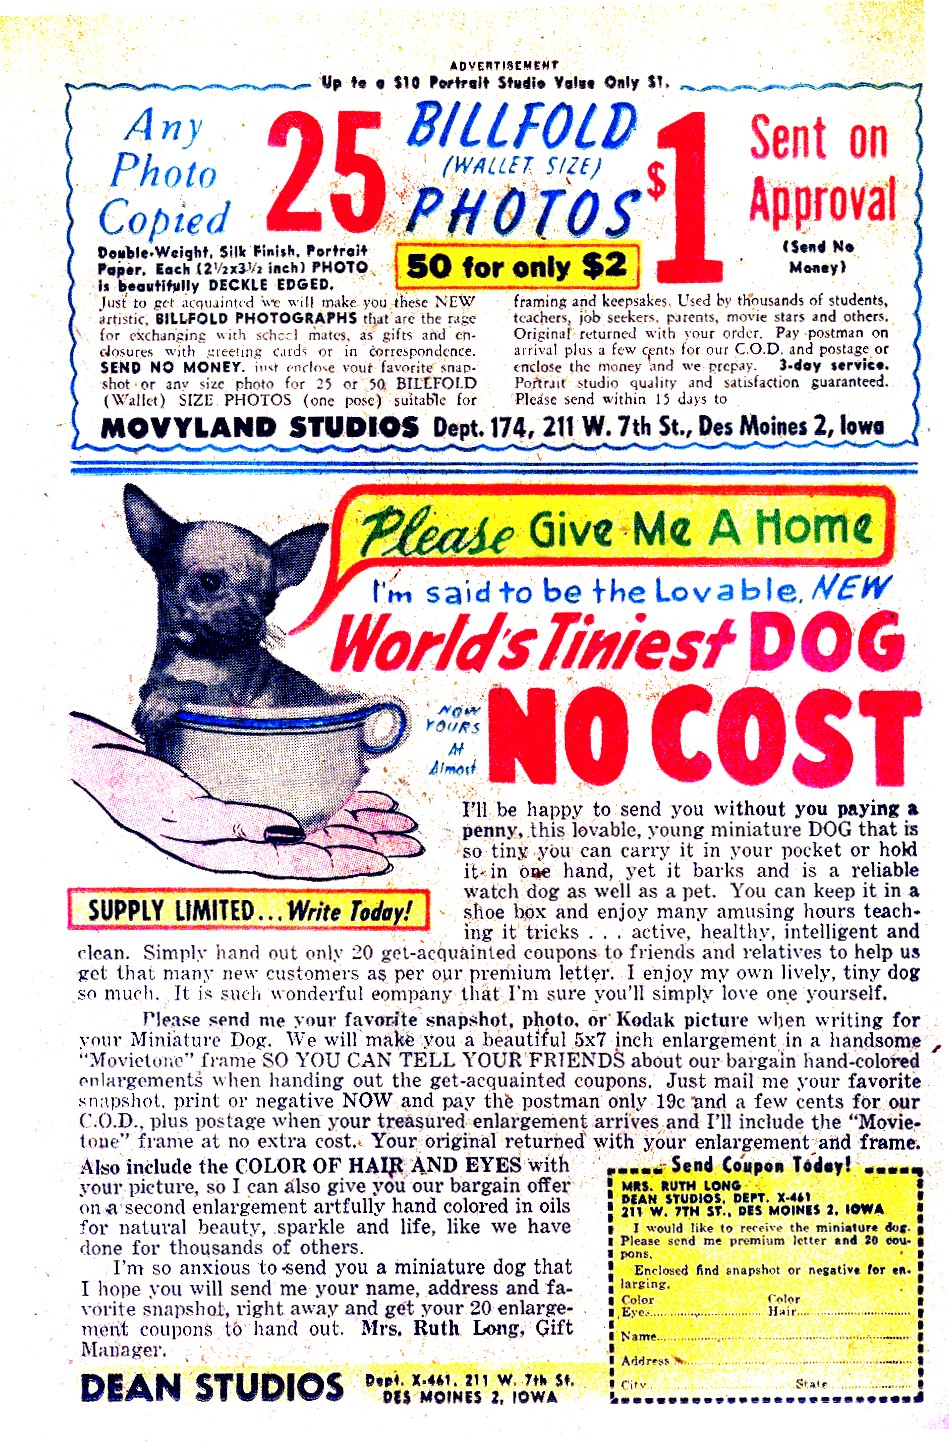 ADVERTISEMENT
Up to a $10 Portrait Studio Value Only $1.
Any
Photo
Copied
25
BILLFOLD
(WALLET SIZE)
PHOTOS
$1
Sent on
Approval
(Send No
Money)
50 for only $2
Double-Weight, Silk Finish, Portrait
Paper, Each (2½x3½ inch) PHOTO
is beautifully DECKLE EDGED.
Just to get acquainted we will make you these NEW
artistic, BILLFOLD PHOTOGRAPHS that are the rage
for exchanging with school mates, as gifts and en-
closures with greeting cards or in correspondence.
SEND NO MONEY, just enclose your favorite snap-
shot or any size photo for 25 or 50 BILLFOLD
(Wallet) SIZE PHOTOS (one pose) suitable for
framing and keepsakes. Used by thousands of students,
teachers, job seekers, parents, movie stars and others.
Original returned with your order. Pay postman on
arrival plus a few cents for our C.O.D. and postage or
enclose the money and we prepay. 3-day service.
Portrait studio quality and satisfaction guaranteed.
Please send within 15 days to
MOVYLAND STUDIOS Dept. 174, 211 W. 7th St., Des Moines 2, Iowa
Please Give Me A Home
I'm said to be the Lovable, NEW
World's Tiniest DOG
NOW
YOURS
At
Almost
NO COST
I'll be happy to send you without you paying a
penny, this lovable, young miniature DOG that is
so tiny you can carry it in your pocket or hold
it in one hand, yet it barks and is a reliable
watch dog as well as a pet. You can keep it in a
shoe box and enjoy many amusing hours teach-
ing it tricks . . . active, healthy, intelligent and
SUPPLY LIMITED...Write Today!
clean. Simply hand out only 20 get-acquainted coupons to friends and relatives to help us
get that many new customers as per our premium letter. I enjoy my own lively, tiny dog
so much. It is such wonderful company that I'm sure you'll simply love one yourself.
Please send me your favorite snapshot, photo, or Kodak picture when writing for
your Miniature Dog. We will make you a beautiful 5x7 inch enlargement in a handsome
"Movietone" frame SO YOU CAN TELL YOUR FRIENDS about our bargain hand-colored
enlargements when handing out the get-acquainted coupons. Just mail me your favorite
snapshot, print or negative NOW and pay the postman only 19c and a few cents for our
C.O.D., plus postage when your treasured enlargement arrives and I'll include the "Movie-
tone" frame at no extra cost. Your original returned with your enlargement and frame.
Also include the COLOR OF HAIR AND EYES with
your picture, so I can also give you our bargain offer
on a second enlargement artfully hand colored in oils
for natural beauty, sparkle and life, like we have
done for thousands of others.
I'm so anxious to send you a miniature dog that
I hope you will send me your name, address and fa-
vorite snapshot, right away and get your 20 enlarge-
ment coupons to hand out. Mrs. Ruth Long, Gift
Manager.
DEAN STUDIOS Dept. X-461, 211 W. 7th St.
DES MOINES 2, IOWA
Send Coupon Today!
MRS. RUTH LONG
DEAN STUDIOS, DEPT. X-461
211 W. 7TH ST., DES MOINES 2, IOWA
I would like to receive the miniature dog.
Please send me premium letter and 20 cou-
pons.
Enclosed find snapshot or negative for en-
larging.
Color Color
Eyes Hair
Name
Address
City State